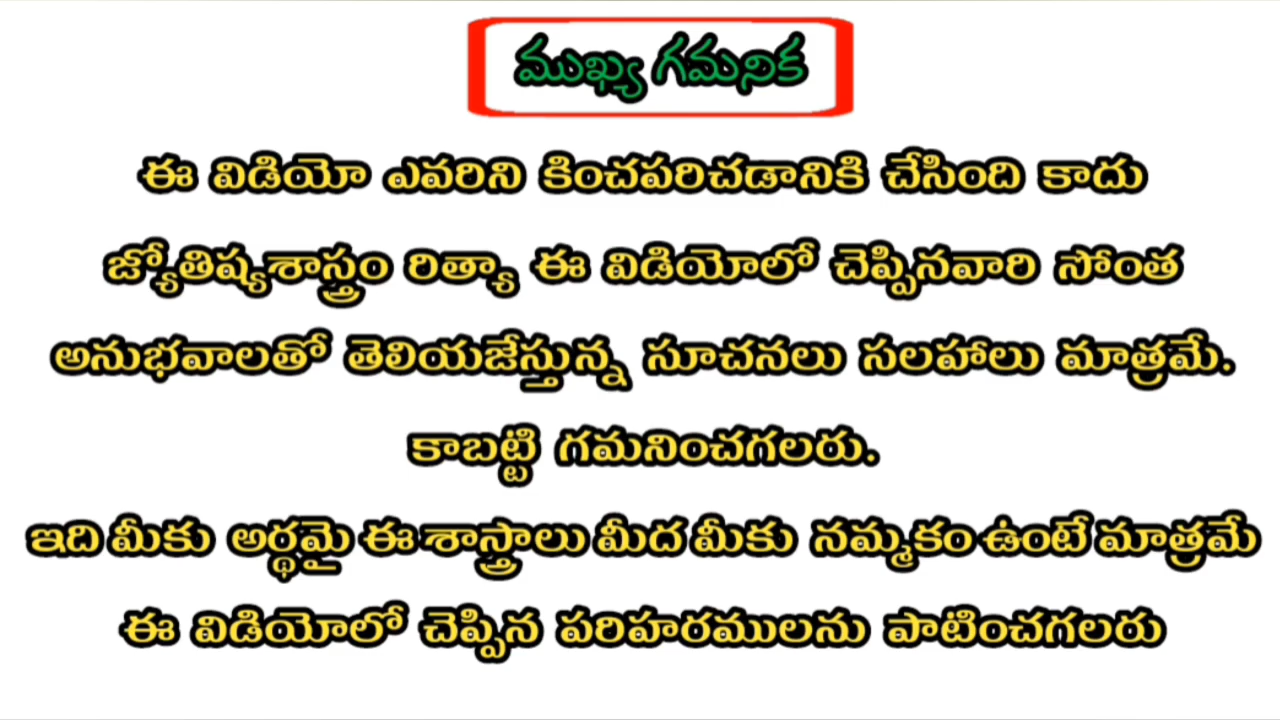 ముఖ్య గమనిక
ఈ విడియో ఎవరిని కించపరిచడానికి చేసింది కాదు
జ్యోతిష్యశాస్త్రం రిత్యా ఈ విడియోలో చెప్పినవారి సోంత
అనుభవాలతో తెలియజేస్తున్న సూచనలు సలహాలు మాత్రమే.
కాబట్టి గమనించగలరు.
ఇది మీకు అర్థమై ఈ శాస్త్రాలు మీద మీకు నమ్మకం ఉంటే మాత్రమే
ఈ విడియోలో చెప్పిన పరిహరములను పాటించగలరు